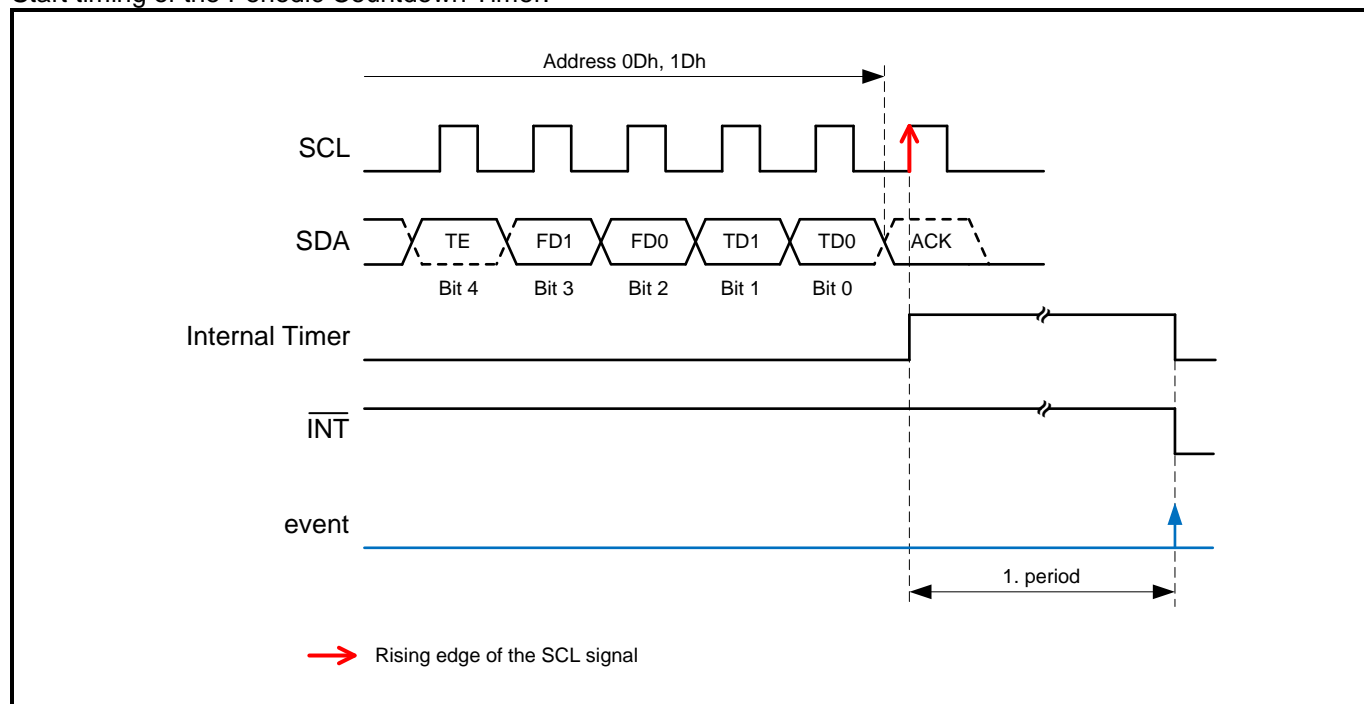 Start timing of the Periodic Countdown Timer:
Address 0Dh, 1Dh
SCL
SDA
TE
FD1
FD0
TD1
TD0
ACK
Bit 4
Bit 3
Bit 2
Bit 1
Bit 0
Internal Timer
INT
event
1. period
Rising edge of the SCL signal